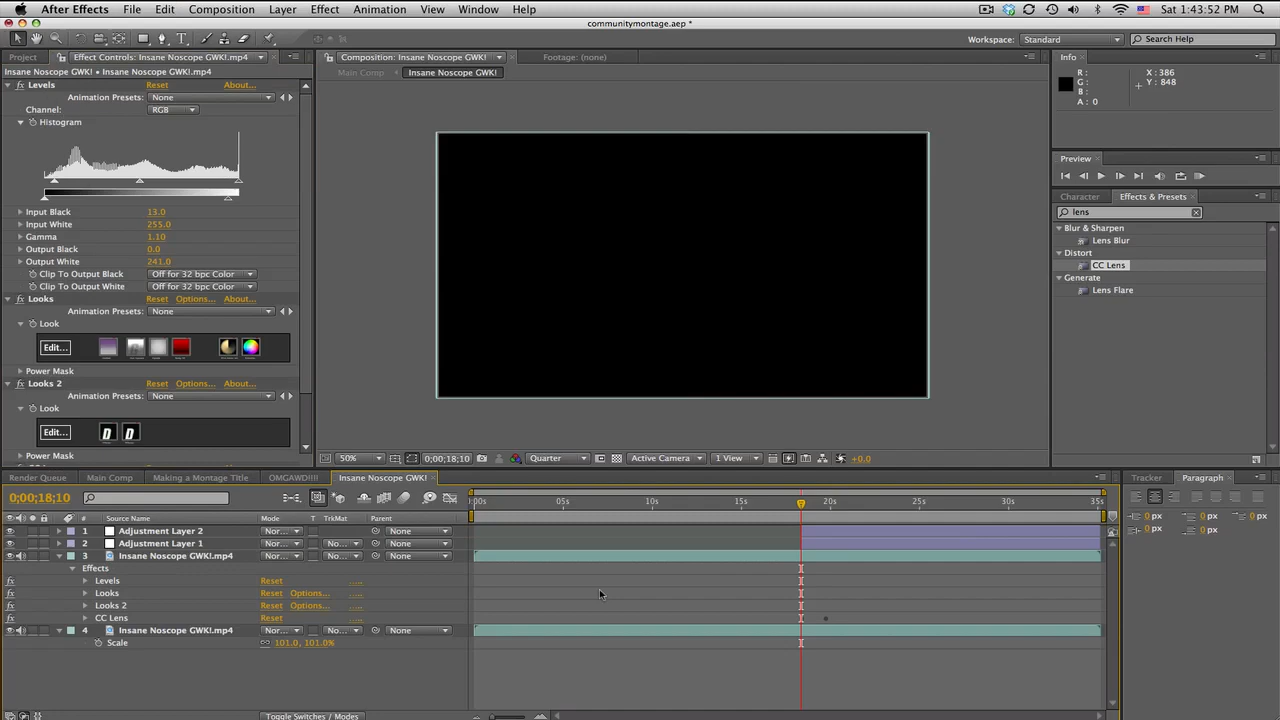 After Effects File Edit Composition Layer Effect Animation View Window Help Sat 1:43:52 PM
communitymontage.aep *
Workspace: Standard Search Help
Project Effect Controls: Insane Noscope GWK!.mp4 Composition: Insane Noscope GWK! Footage: (none) Info
Insane Noscope GWK! • Insane Noscope GWK!.mp4 Main Comp Insane Noscope GWK!
R: G: B: A: 0 X: 386 Y: 848
Levels Reset About...
Animation Presets: None
Channel: RGB
Histogram
Input Black 13.0
Input White 255.0
Gamma 1.10
Output Black 0.0
Output White 241.0
Clip To Output Black Off for 32 bpc Color
Clip To Output White Off for 32 bpc Color
Looks Reset Options... About...
Animation Presets: None
Look
Edit...
Power Mask
Looks 2 Reset Options... About...
Animation Presets: None
Look
Edit...
D D
Power Mask
Preview
Character Effects & Presets
lens
Blur & Sharpen
Lens Blur
Distort
CC Lens
Generate
Lens Flare
50% 0;00;18;10 Quarter Active Camera 1 View +0.0
Render Queue Main Comp Making a Montage Title OMGAWD!!!! Insane Noscope GWK! Tracker Paragraph
0;00;18;10 :00s 05s 10s 15s 20s 25s 30s 35s
0 px 0 px 0 px
0 px 0 px
# Source Name Mode T TrkMat Parent
1 Adjustment Layer 2 Nor... None
2 Adjustment Layer 1 Nor... No... None
3 Insane Noscope GWK!.mp4 Nor... No... None
Effects
Levels Reset .....
Looks Reset Options... .....
Looks 2 Reset Options... .....
CC Lens Reset .....
4 Insane Noscope GWK!.mp4 Nor... No... None
Scale 101.0, 101.0%
Toggle Switches / Modes